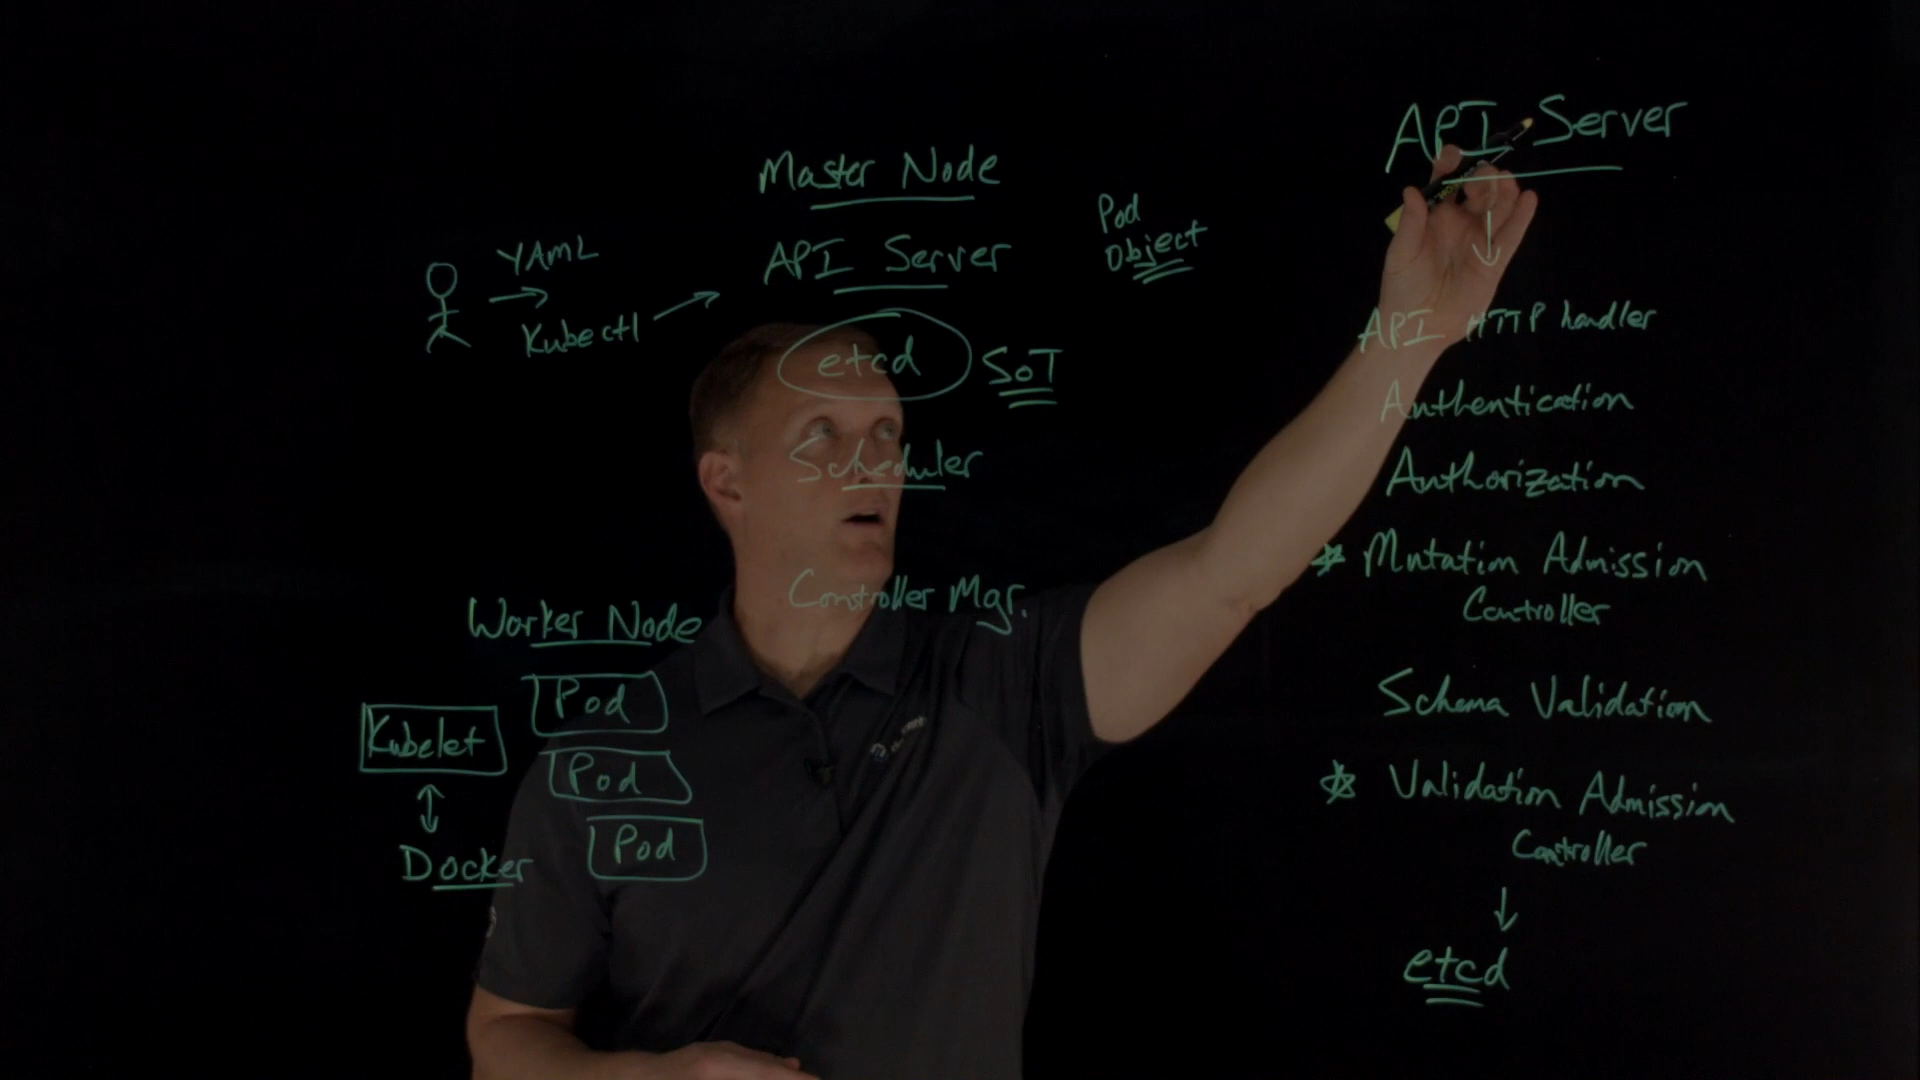 Master Node
API Server
etcd
SOT
Scheduler
Controller Mgr.
YAML
Kubectl
Pod
Object
Worker Node
Pod
Pod
Pod
Kubelet
Docker
API Server
API HTTP handler
Authentication
Authorization
Mutation Admission
Controller
Schema Validation
Validation Admission
Controller
etcd